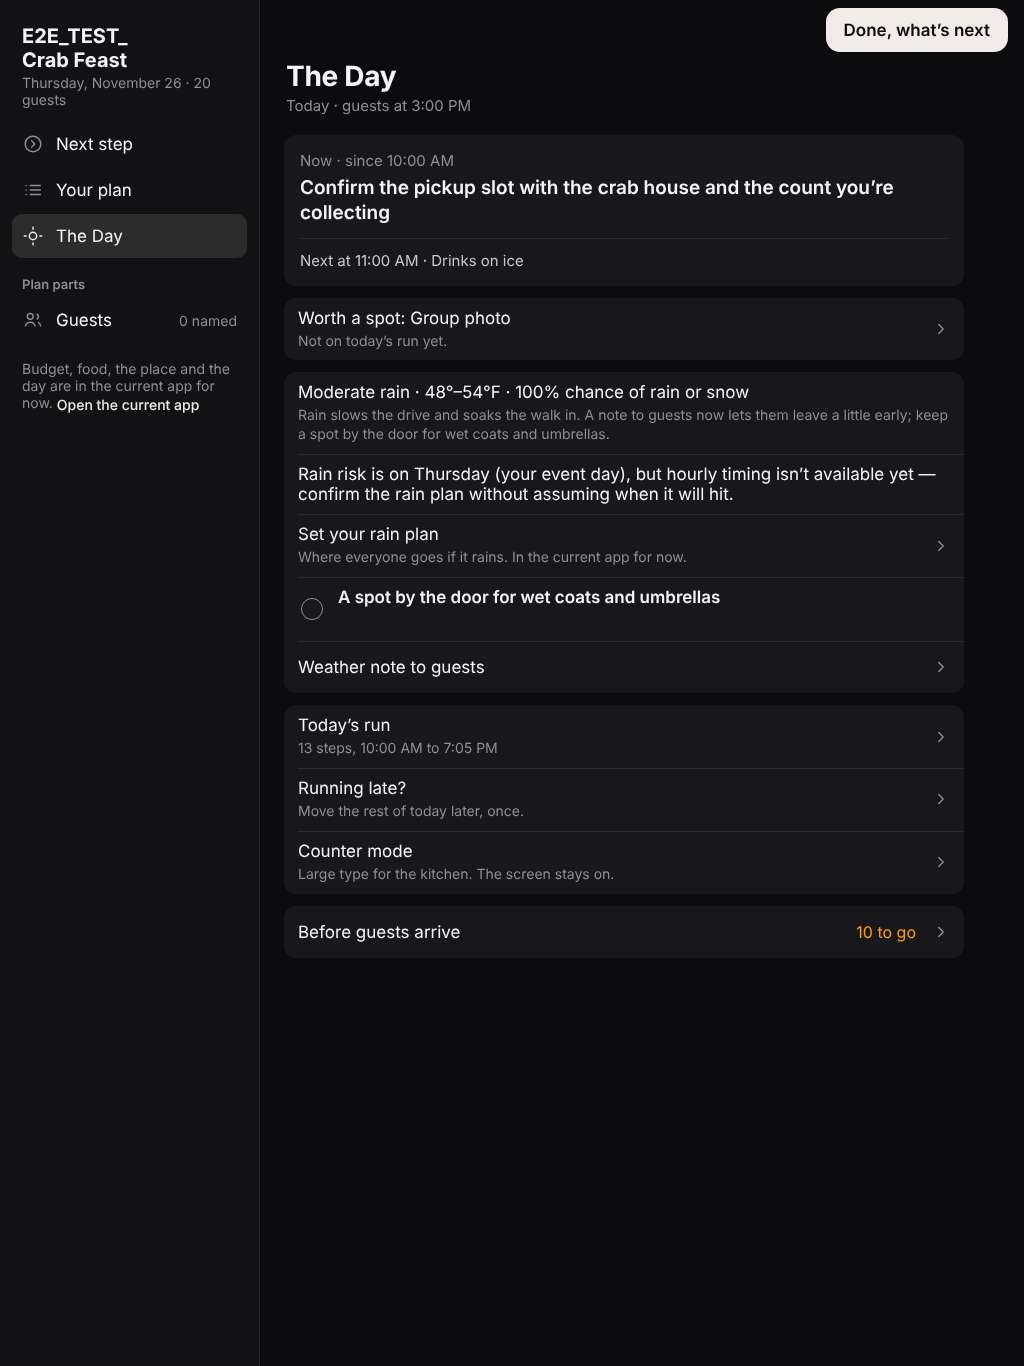 E2E_TEST_
Crab Feast
Thursday, November 26 · 20
guests
Next step
Your plan
The Day
Plan parts
Guests
0 named
Budget, food, the place and the
day are in the current app for
now. Open the current app
Done, what’s next
The Day
Today · guests at 3:00 PM
Now · since 10:00 AM
Confirm the pickup slot with the crab house and the count you’re
collecting
Next at 11:00 AM · Drinks on ice
Worth a spot: Group photo
Not on today’s run yet.
Moderate rain · 48°–54°F · 100% chance of rain or snow
Rain slows the drive and soaks the walk in. A note to guests now lets them leave a little early; keep
a spot by the door for wet coats and umbrellas.
Rain risk is on Thursday (your event day), but hourly timing isn’t available yet —
confirm the rain plan without assuming when it will hit.
Set your rain plan
Where everyone goes if it rains. In the current app for now.
A spot by the door for wet coats and umbrellas
Weather note to guests
Today’s run
13 steps, 10:00 AM to 7:05 PM
Running late?
Move the rest of today later, once.
Counter mode
Large type for the kitchen. The screen stays on.
Before guests arrive
10 to go